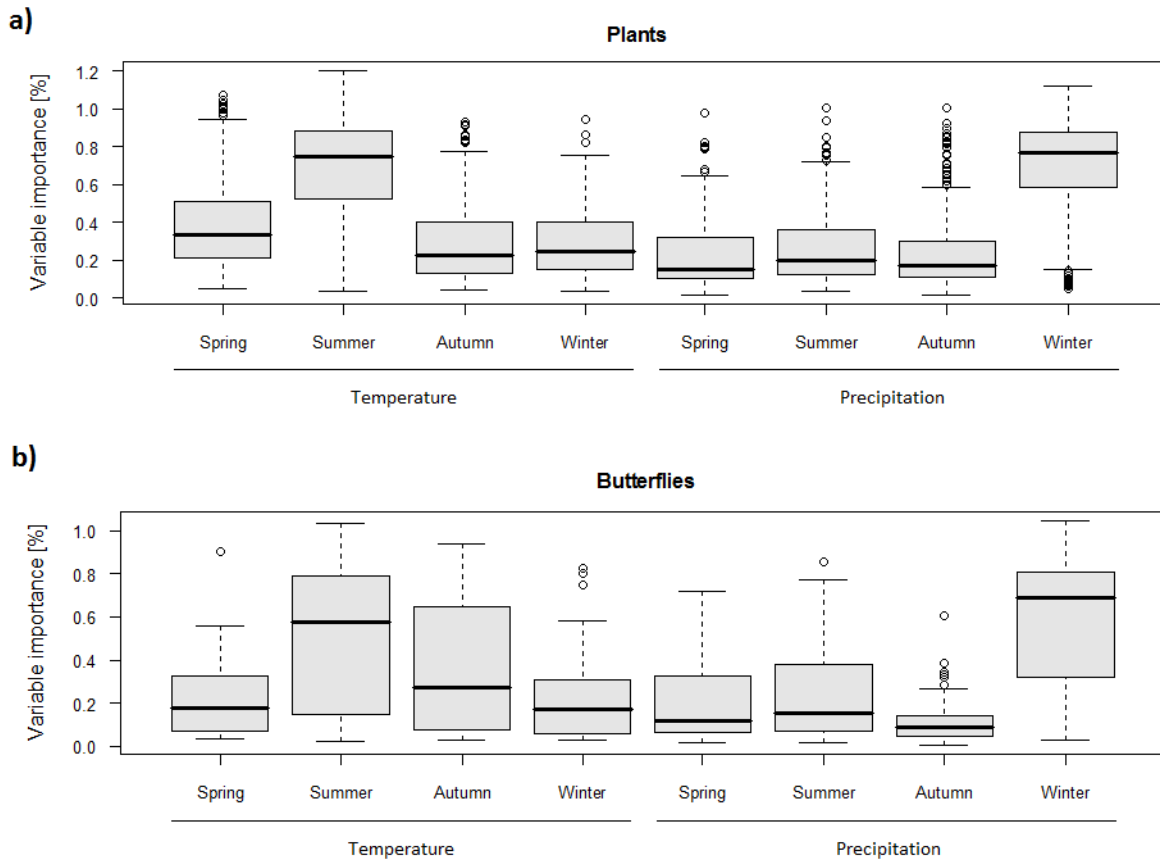 a)
Plants
Variable importance [%]
1.2
1.0
0.8
0.6
0.4
0.2
0.0
Spring Summer Autumn Winter Spring Summer Autumn Winter
Temperature Precipitation
b)
Butterflies
Variable importance [%]
1.0
0.8
0.6
0.4
0.2
0.0
Spring Summer Autumn Winter Spring Summer Autumn Winter
Temperature Precipitation